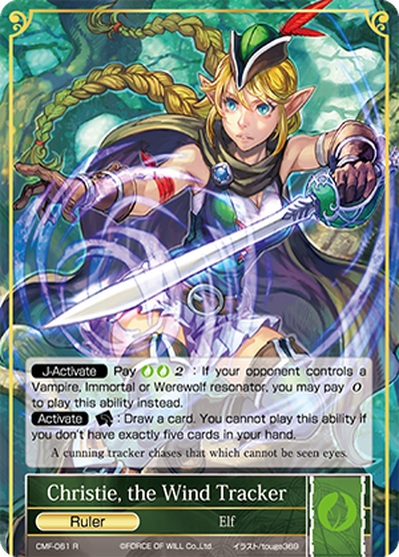 J-Activate Pay 2 : If your opponent controls a
Vampire, Immortal or Werewolf resonator, you may pay 0
to play this ability instead.
Activate : Draw a card. You cannot play this ability if
you don't have exactly five cards in your hand.
A cunning tracker chases that which cannot be seen eyes.
Christie, the Wind Tracker
Ruler Elf
CMF-061 R ©FORCE OF WILL Co.,Ltd. イラスト/touge369